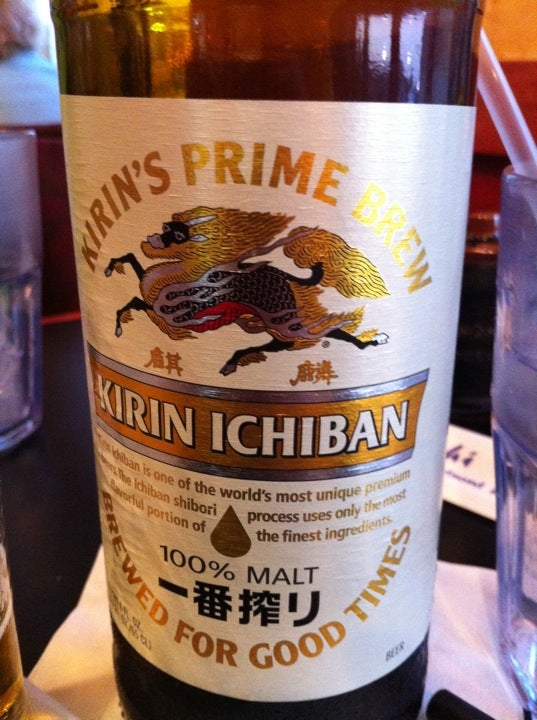 KIRIN'S PRIME BREW
®
麒 麟
KIRIN ICHIBAN
Kirin Ichiban is one of the world's most unique premium
The Ichiban shibori process uses only the most
flavorful portion of the finest ingredients.
100% MALT
一番搾り
BREWED FOR GOOD TIMES
FL. OZ.
BEER